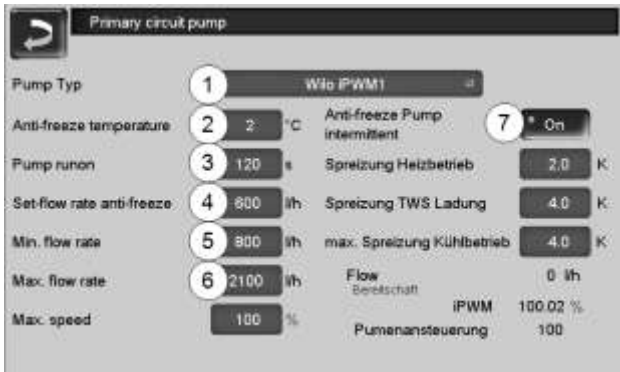 Primary circuit pump
Pump Typ 1 Wilo iPWM1
Anti-freeze temperature 2 2 °C
Anti-freeze Pump intermittent 7 On
Pump runon 3 120 s
Spreizung Heizbetrieb 2.0 K
Set-flow rate anti-freeze 4 600 l/h
Spreizung TWS Ladung 4.0 K
Min. flow rate 5 800 l/h
max. Spreizung Kühlbetrieb 4.0 K
Max. flow rate 6 2100 l/h
Flow 0 l/h
Bereitschaft
iPWM 100.02 %
Max. speed 100 %
Pumenansteuerung 100